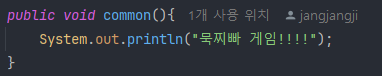 public void common(){ 1개 사용 위치 jangjangji
System.out.println("묵찌빠 게임!!!!");
}